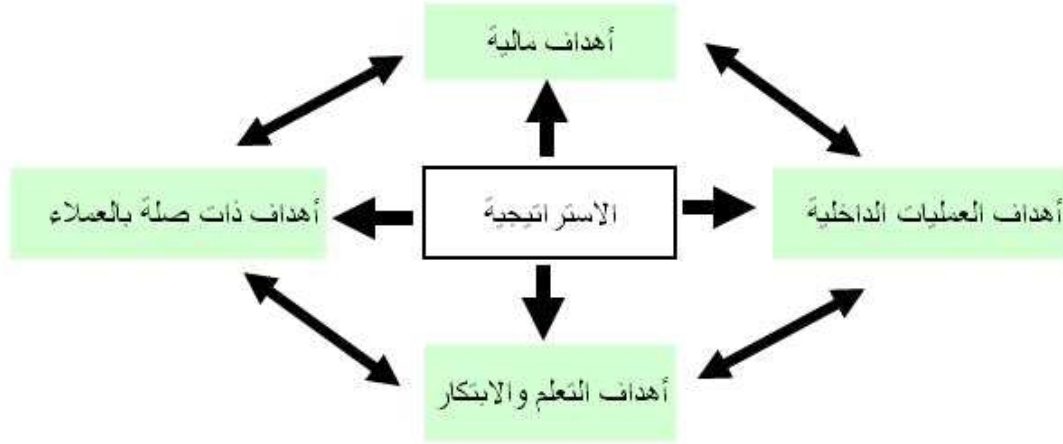 أهداف مالية
أهداف العمليات الداخلية
الاستراتيجية
أهداف ذات صلة بالعملاء
أهداف التعلم والابتكار